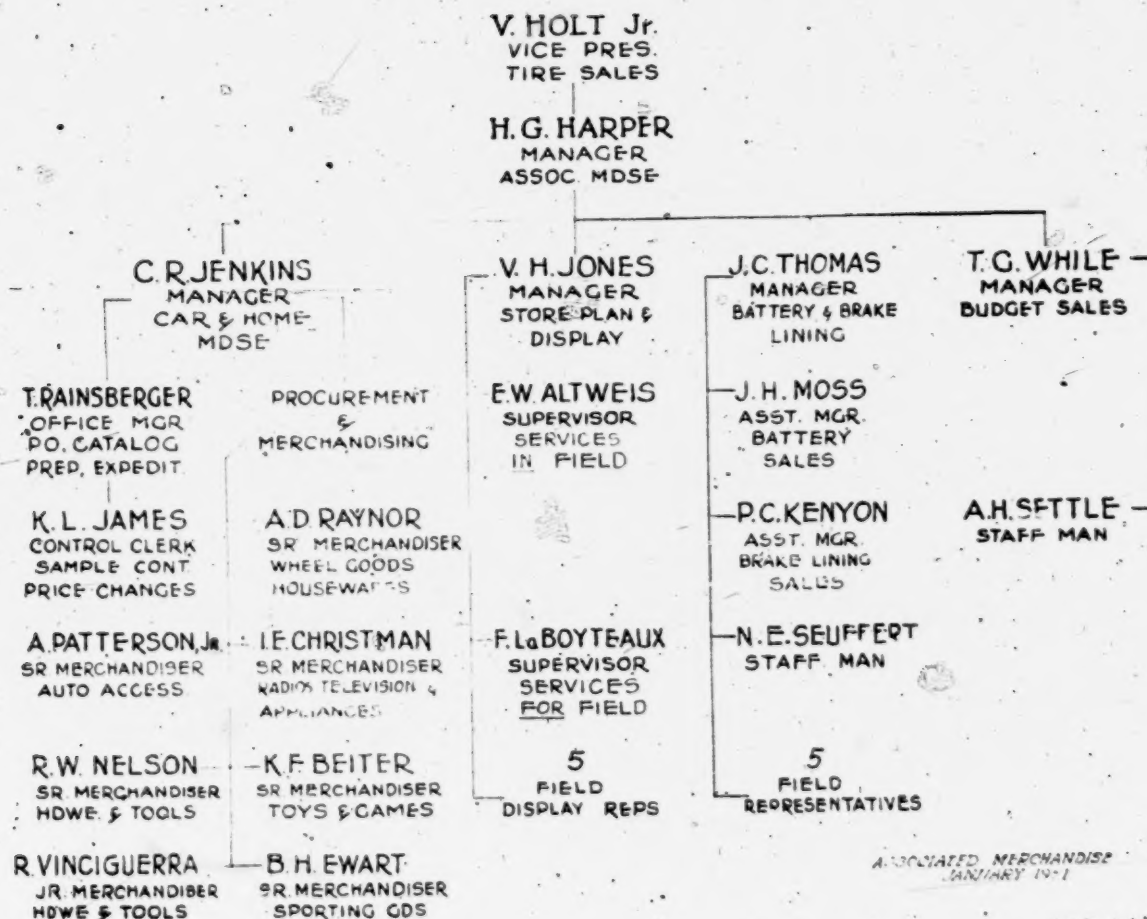 V. HOLT Jr.
VICE PRES.
TIRE SALES
H. G. HARPER
MANAGER
ASSOC. MDSE
C. R. JENKINS
MANAGER
CAR & HOME
MDSE
T. RAINSBERGER
OFFICE MGR
PO. CATALOG
PREP. EXPEDIT.
K. L. JAMES
CONTROL CLERK
SAMPLE CONT
PRICE CHANGES
A. PATTERSON, Jr.
SR MERCHANDISER
AUTO ACCESS
R. W. NELSON
SR. MERCHANDISER
HDWE. & TOOLS
R. VINCIGUERRA
JR. MERCHANDISER
HDWE & TOOLS
PROCUREMENT
&
MERCHANDISING
A. D. RAYNOR
SR MERCHANDISER
WHEEL GOODS
HOUSEWARES
I. E. CHRISTMAN
SR MERCHANDISER
RADIOS TELEVISION &
APPLIANCES
K. F. BEITER
SR MERCHANDISER
TOYS & GAMES
B. H. EWART
SR. MERCHANDISER
SPORTING GDS
V. H. JONES
MANAGER
STORE PLAN &
DISPLAY
E. W. ALTWEIS
SUPERVISOR
SERVICES
IN FIELD
F. LaBOYTEAUX
SUPERVISOR
SERVICES
FOR FIELD
5
FIELD
DISPLAY REPS
J. C. THOMAS
MANAGER
BATTERY & BRAKE
LINING
J. H. MOSS
ASST. MGR.
BATTERY
SALES
P. C. KENYON
ASST. MGR.
BRAKE LINING
SALES
N. E. SEUFFERT
STAFF MAN
5
FIELD
REPRESENTATIVES
T. G. WHILE
MANAGER
BUDGET SALES
A. H. SETTLE
STAFF MAN
ASSOCIATED MERCHANDISE
JANUARY